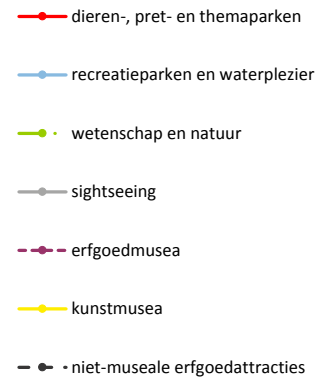 dieren-, pret- en themaparken
recreatieparken en waterplezier
wetenschap en natuur
sightseeing
erfgoedmusea
kunstmusea
niet-museale erfgoedattracties